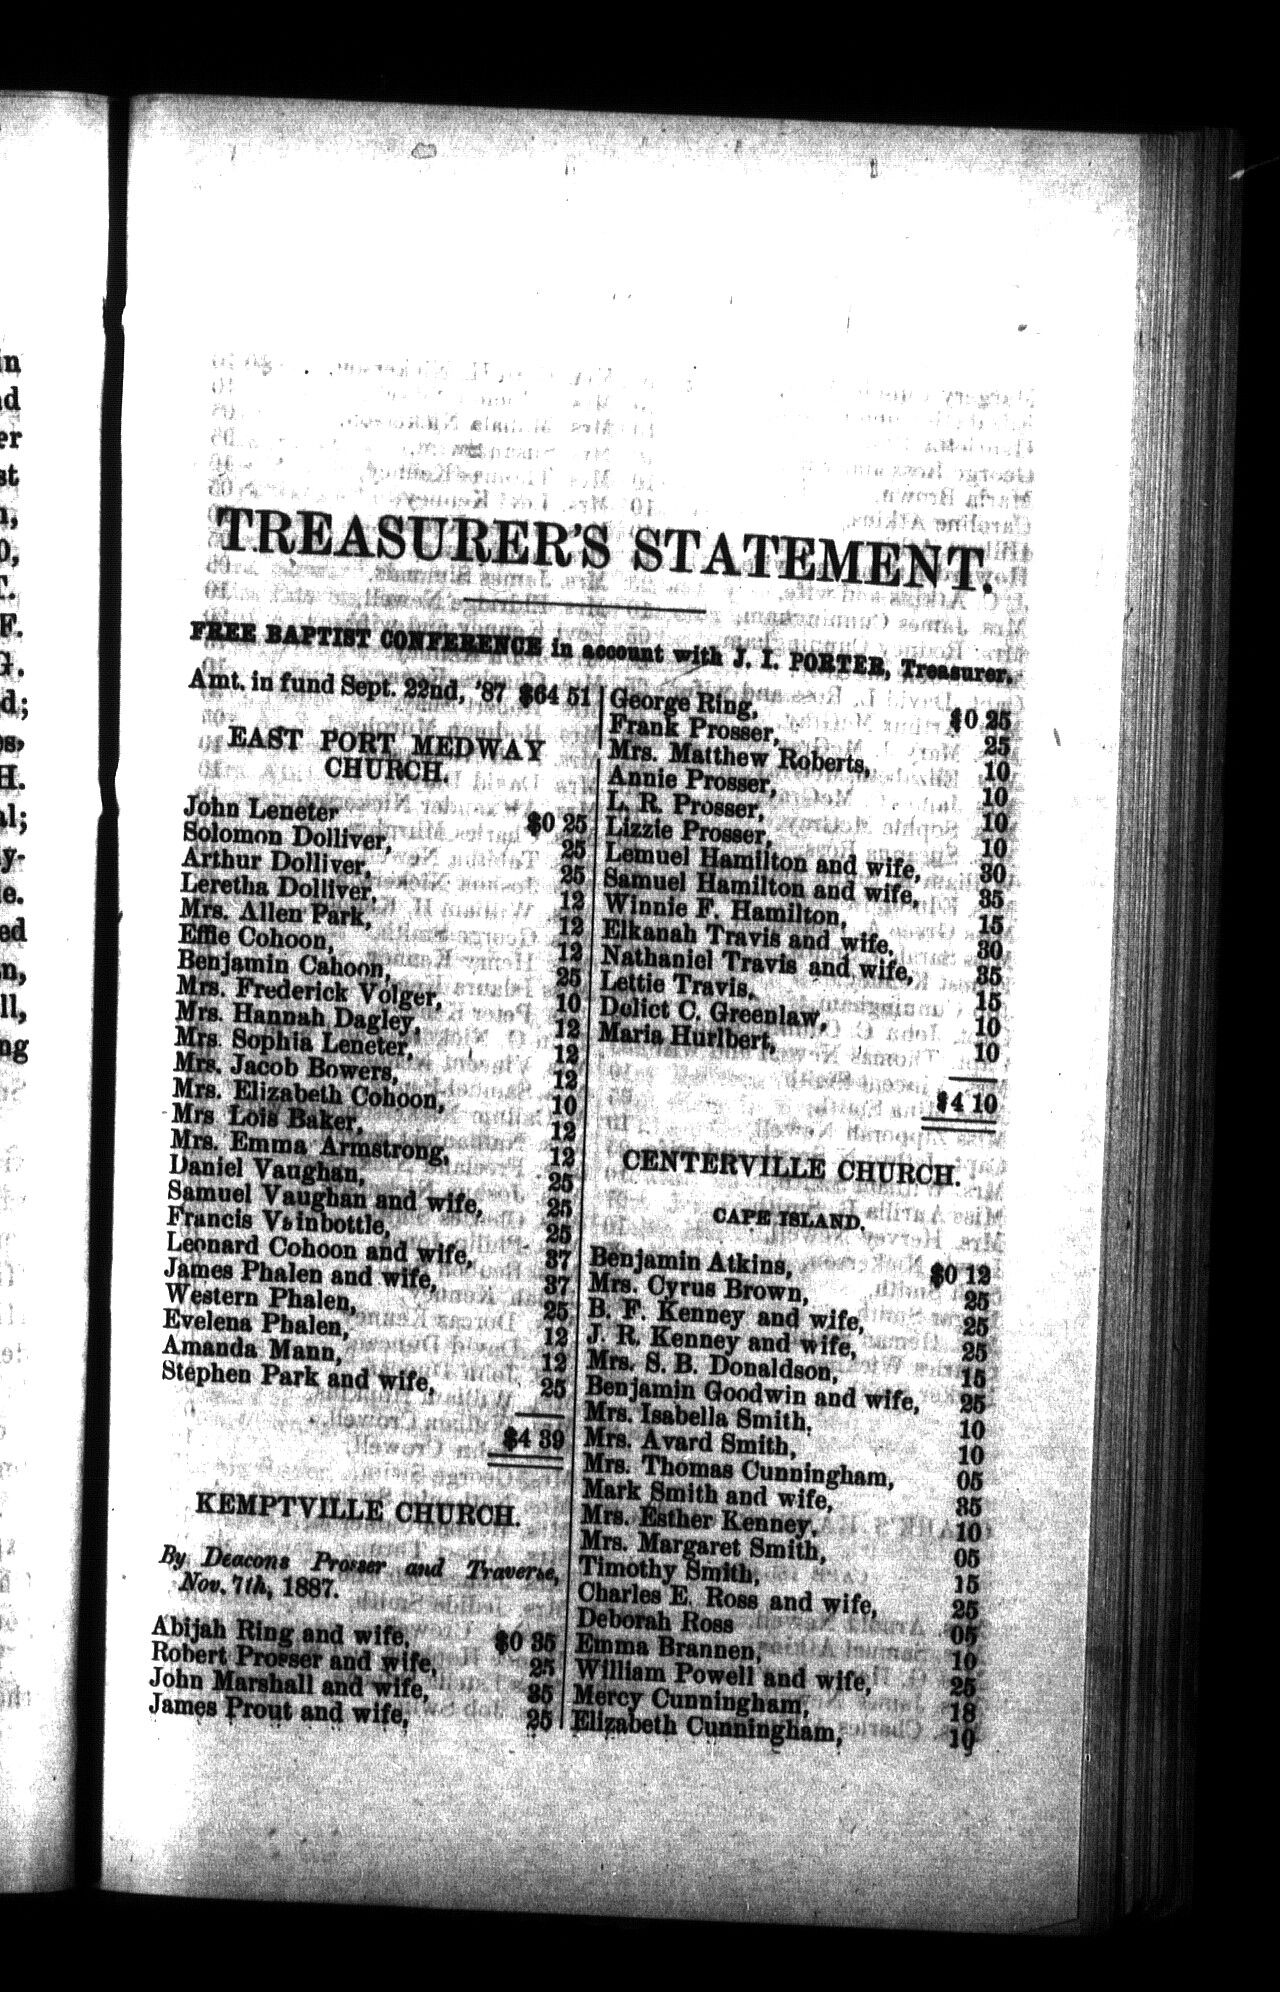 TREASURER'S STATEMENT.
FREE BAPTIST CONFERENCE in account with J. I. PORTER, Treasurer.
Amt. in fund Sept. 22nd, '87 $64 51
EAST PORT MEDWAY
CHURCH.
John Leneter $0 25
Solomon Dolliver, 25
Arthur Dolliver, 25
Leretha Dolliver, 12
Mrs. Allen Park, 12
Effie Cohoon, 12
Benjamin Cahoon, 25
Mrs. Frederick Volger, 10
Mrs. Hannah Dagley, 12
Mrs. Sophia Leneter, 12
Mrs. Jacob Bowers, 12
Mrs. Elizabeth Cohoon, 10
Mrs Lois Baker, 12
Mrs. Emma Armstrong, 12
Daniel Vaughan, 25
Samuel Vaughan and wife, 25
Francis Vainbottle, 25
Leonard Cohoon and wife, 37
James Phalen and wife, 37
Western Phalen, 25
Evelena Phalen, 12
Amanda Mann, 12
Stephen Park and wife, 25
$4 39
KEMPTVILLE CHURCH.
By Deacons Prosser and Traverse,
Nov. 7th, 1887.
Abijah Ring and wife, $0 35
Robert Prosser and wife, 25
John Marshall and wife, 35
James Prout and wife, 25
George Ring, $0 25
Frank Prosser, 25
Mrs. Matthew Roberts, 10
Annie Prosser, 10
L. R. Prosser, 10
Lizzie Prosser, 10
Lemuel Hamilton and wife, 30
Samuel Hamilton and wife, 35
Winnie F. Hamilton, 15
Elkanah Travis and wife, 30
Nathaniel Travis and wife, 35
Lettie Travis. 15
Dolict C. Greenlaw, 10
Maria Hurlbert, 10
$4 10
CENTERVILLE CHURCH.
CAPE ISLAND.
Benjamin Atkins, $0 12
Mrs. Cyrus Brown, 25
B. F. Kenney and wife, 25
J. R. Kenney and wife, 25
Mrs. S. B. Donaldson, 15
Benjamin Goodwin and wife, 25
Mrs. Isabella Smith, 10
Mrs. Avard Smith, 10
Mrs. Thomas Cunningham, 05
Mark Smith and wife, 35
Mrs. Esther Kenney, 10
Mrs. Margaret Smith, 05
Timothy Smith, 15
Charles E. Ross and wife, 25
Deborah Ross 05
Emma Brannen, 10
William Powell and wife, 25
Mercy Cunningham, 18
Elizabeth Cunningham, 10